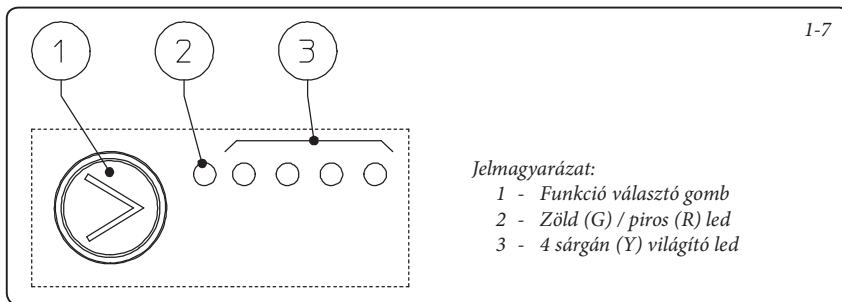 1-7
1 2 3
Jelmagyarázat:
1 - Funkció választó gomb
2 - Zöld (G) / piros (R) led
3 - 4 sárgán (Y) világító led